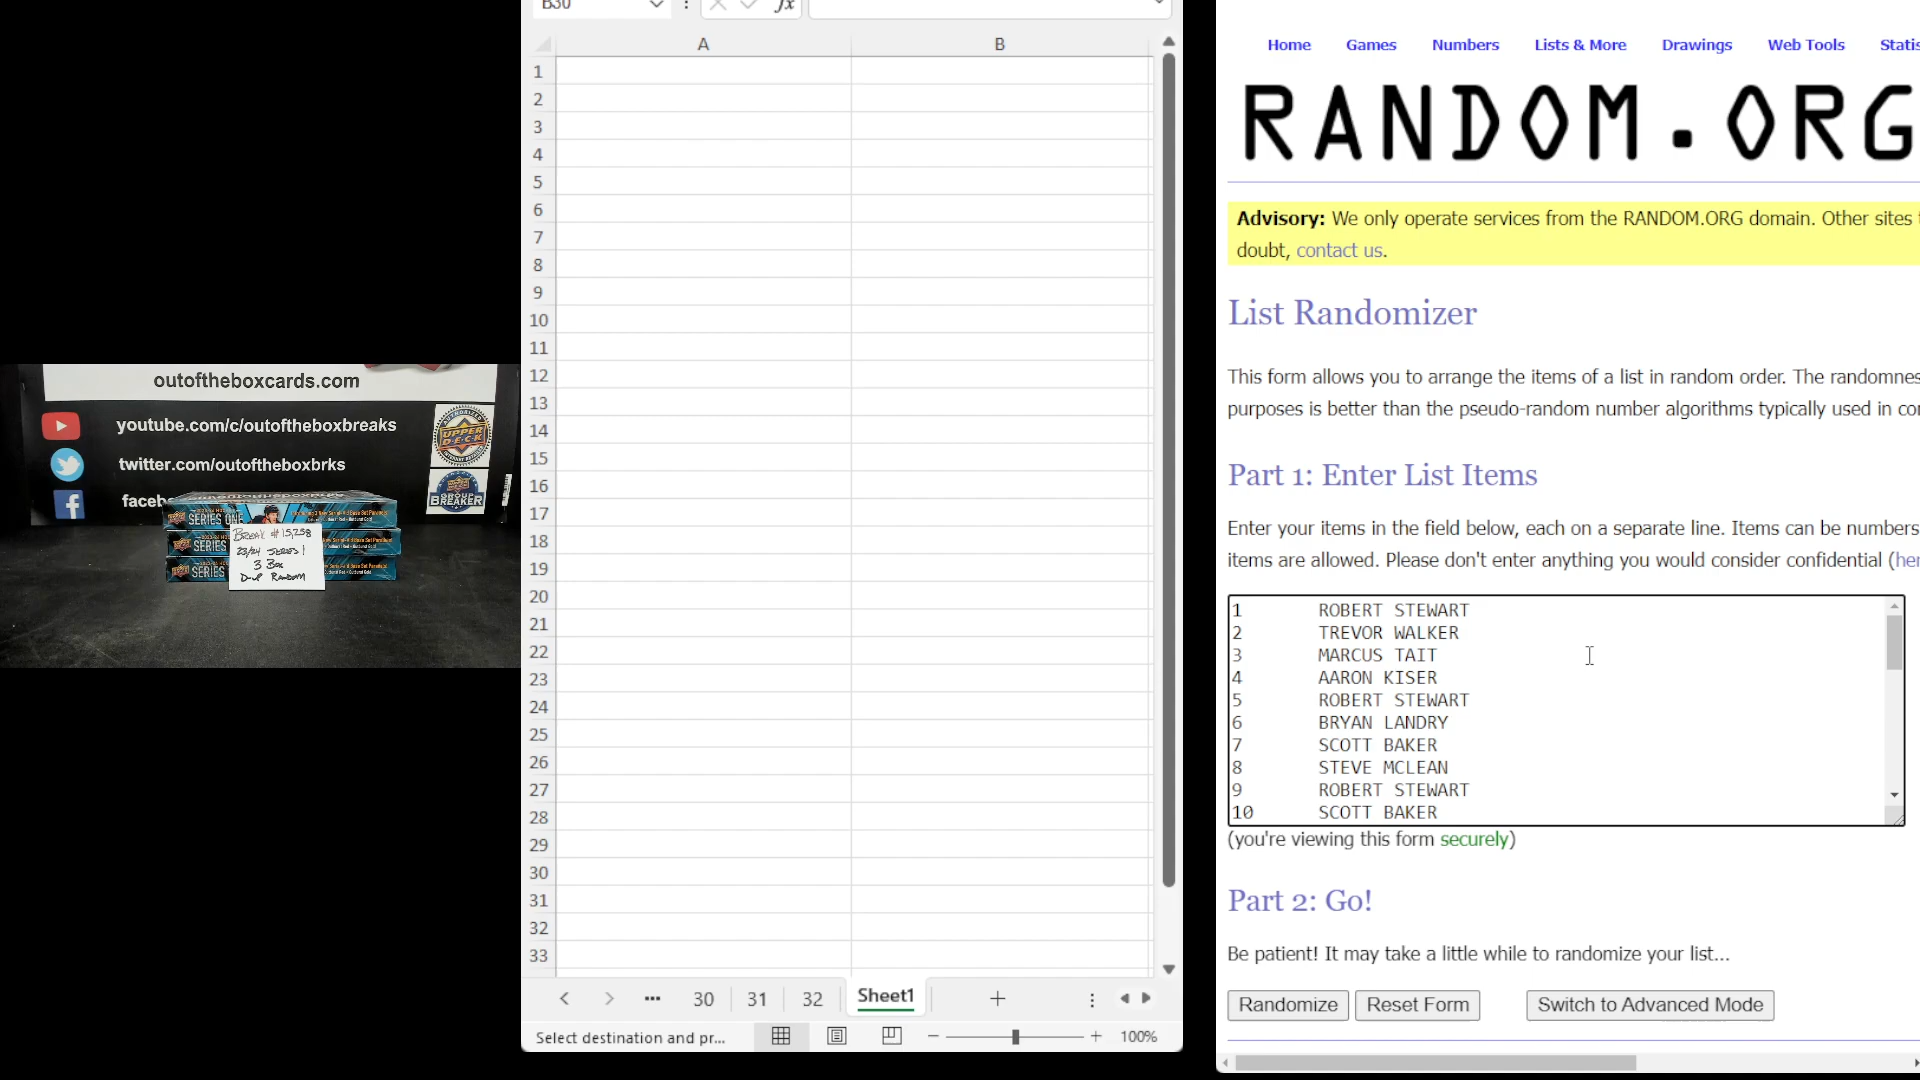 outoftheboxcards.com
youtube.com/c/outoftheboxbreaks
twitter.com/outoftheboxbrks
faceb
UPPER DECK
GROUP BREAKER
SERIES ONE
SERIES
SERIES
BREAK # 15,258
23/24 SERIES 1
3 BOX
D-UP RANDOM
B30
fx
A B
1
2
3
4
5
6
7
8
9
10
11
12
13
14
15
16
17
18
19
20
21
22
23
24
25
26
27
28
29
30
31
32
33
30 31 32 Sheet1
Select destination and pr...
100%
Home Games Numbers Lists & More Drawings Web Tools Statis
RANDOM.ORG
Advisory: We only operate services from the RANDOM.ORG domain. Other sites t
doubt, contact us.
List Randomizer
This form allows you to arrange the items of a list in random order. The randomnes
purposes is better than the pseudo-random number algorithms typically used in co
Part 1: Enter List Items
Enter your items in the field below, each on a separate line. Items can be numbers
items are allowed. Please don't enter anything you would consider confidential (her
1 ROBERT STEWART
2 TREVOR WALKER
3 MARCUS TAIT
4 AARON KISER
5 ROBERT STEWART
6 BRYAN LANDRY
7 SCOTT BAKER
8 STEVE MCLEAN
9 ROBERT STEWART
10 SCOTT BAKER
(you're viewing this form securely)
Part 2: Go!
Be patient! It may take a little while to randomize your list...
Randomize Reset Form Switch to Advanced Mode